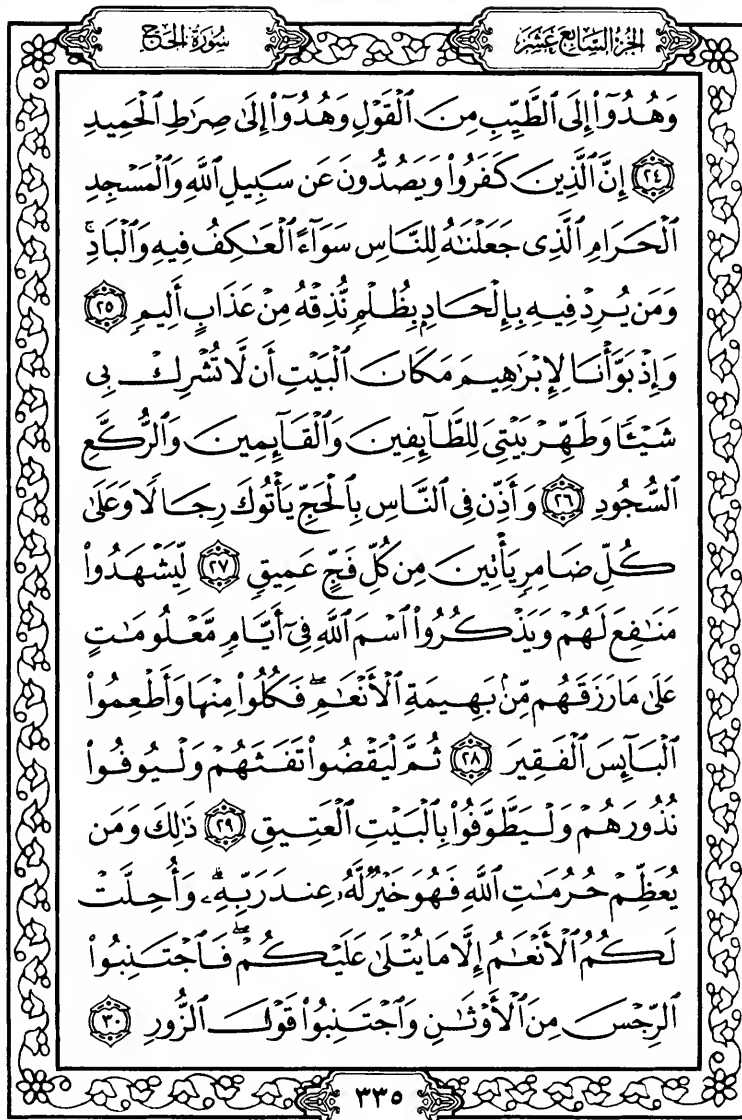 الجزء السابع عشر
سورة الحج
وَهُدُوٓا۟ إِلَى ٱلطَّيِّبِ مِنَ ٱلْقَوْلِ وَهُدُوٓا۟ إِلَىٰ صِرَٰطِ ٱلْحَمِيدِ
٢٤ إِنَّ ٱلَّذِينَ كَفَرُوا۟ وَيَصُدُّونَ عَن سَبِيلِ ٱللَّهِ وَٱلْمَسْجِدِ
ٱلْحَرَامِ ٱلَّذِى جَعَلْنَٰهُ لِلنَّاسِ سَوَآءً ٱلْعَٰكِفُ فِيهِ وَٱلْبَادِ ۚ
وَمَن يُرِدْ فِيهِ بِإِلْحَادٍۭ بِظُلْمٍ نُّذِقْهُ مِنْ عَذَابٍ أَلِيمٍ ٢٥
وَإِذْ بَوَّأْنَا لِإِبْرَٰهِيمَ مَكَانَ ٱلْبَيْتِ أَن لَّا تُشْرِكْ بِى
شَيْـًٔا وَطَهِّرْ بَيْتِىَ لِلطَّآئِفِينَ وَٱلْقَآئِمِينَ وَٱلرُّكَّعِ
ٱلسُّجُودِ ٢٦ وَأَذِّن فِى ٱلنَّاسِ بِٱلْحَجِّ يَأْتُوكَ رِجَالًا وَعَلَىٰ
كُلِّ ضَامِرٍ يَأْتِينَ مِن كُلِّ فَجٍّ عَمِيقٍ ٢٧ لِّيَشْهَدُوا۟
مَنَٰفِعَ لَهُمْ وَيَذْكُرُوا۟ ٱسْمَ ٱللَّهِ فِىٓ أَيَّامٍ مَّعْلُومَٰتٍ
عَلَىٰ مَا رَزَقَهُم مِّنۢ بَهِيمَةِ ٱلْأَنْعَٰمِ ۖ فَكُلُوا۟ مِنْهَا وَأَطْعِمُوا۟
ٱلْبَآئِسَ ٱلْفَقِيرَ ٢٨ ثُمَّ لْيَقْضُوا۟ تَفَثَهُمْ وَلْيُوفُوا۟
نُذُورَهُمْ وَلْيَطَّوَّفُوا۟ بِٱلْبَيْتِ ٱلْعَتِيقِ ٢٩ ذَٰلِكَ وَمَن
يُعَظِّمْ حُرُمَٰتِ ٱللَّهِ فَهُوَ خَيْرٌ لَّهُۥ عِندَ رَبِّهِۦ ۗ وَأُحِلَّتْ
لَكُمُ ٱلْأَنْعَٰمُ إِلَّا مَا يُتْلَىٰ عَلَيْكُمْ ۖ فَٱجْتَنِبُوا۟
ٱلرِّجْسَ مِنَ ٱلْأَوْثَٰنِ وَٱجْتَنِبُوا۟ قَوْلَ ٱلزُّورِ ٣٠
٣٣٥